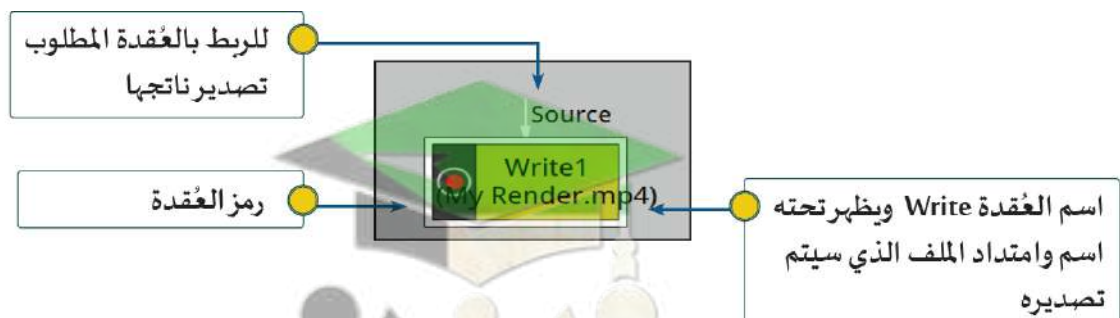 للربط بالعُقدة المطلوب
تصدير ناتجها
Source
Write1
(My Render.mp4)
رمز العُقدة
اسم العُقدة Write ويظهر تحته
اسم وامتداد الملف الذي سيتم
تصديره